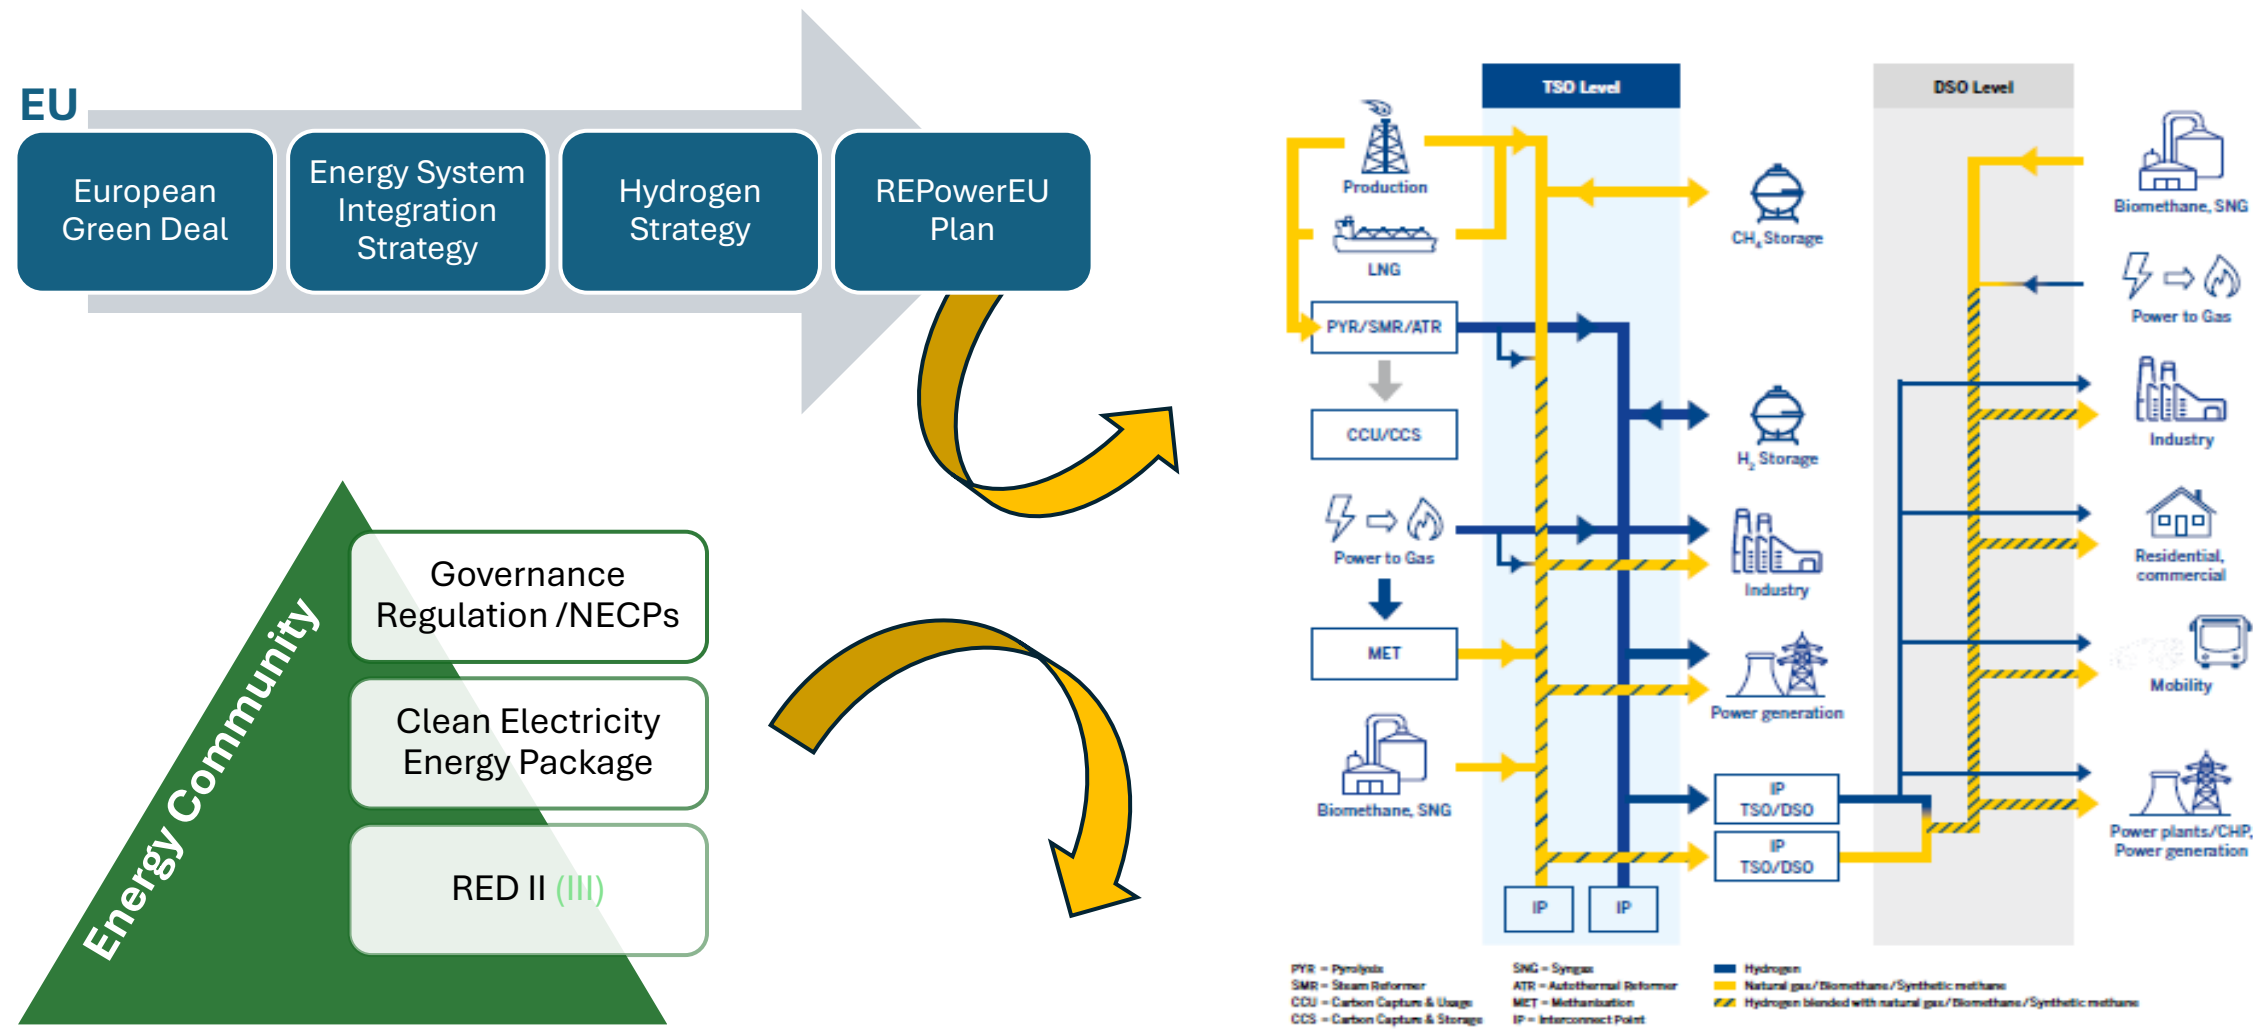 EU
European
Green Deal
Energy System
Integration
Strategy
Hydrogen
Strategy
REPowerEU
Plan
Energy Community
Governance
Regulation /NECPs
Clean Electricity
Energy Package
RED II (III)
TSO Level
DSO Level
Production
LNG
PYR/SMR/ATR
CCU/CCS
Power to Gas
MET
Biomethane, SNG
CH₄ Storage
H₂ Storage
Industry
Power generation
IP
TSO/DSO
IP
TSO/DSO
IP
IP
Biomethane, SNG
Power to Gas
Industry
Residential,
commercial
Mobility
Power plants/CHP,
Power generation
PYR = Pyrolysis
SMR = Steam Reformer
CCU = Carbon Capture & Usage
CCS = Carbon Capture & Storage
SNG = Syngas
ATR = Autothermal Reformer
MET = Methanisation
IP = Interconnect Point
Hydrogen
Natural gas/Biomethane/Synthetic methane
Hydrogen blended with natural gas/Biomethane/Synthetic methane